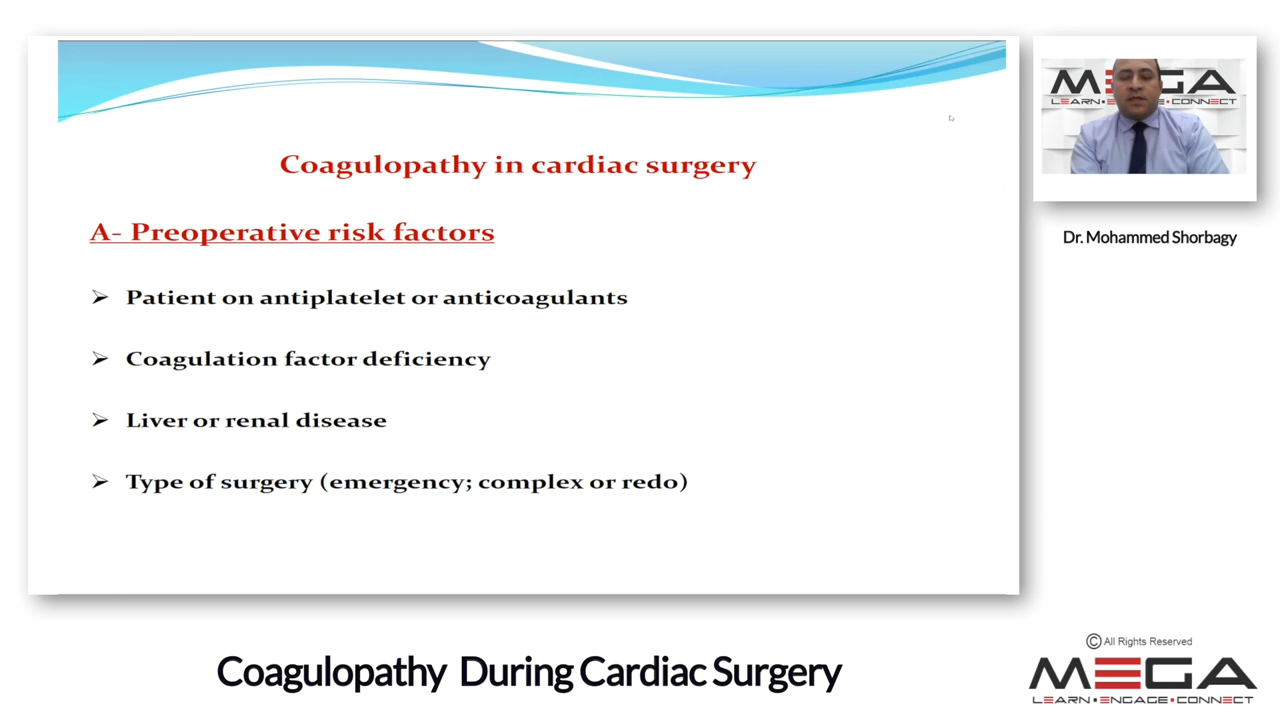 Coagulopathy in cardiac surgery
A- Preoperative risk factors
➢ Patient on antiplatelet or anticoagulants
➢ Coagulation factor deficiency
➢ Liver or renal disease
➢ Type of surgery (emergency; complex or redo)
MEGA
LEARN▪ENGAGE▪CONNECT
Dr. Mohammed Shorbagy
Coagulopathy During Cardiac Surgery
© All Rights Reserved
MEGA
LEARN▪ENGAGE▪CONNECT